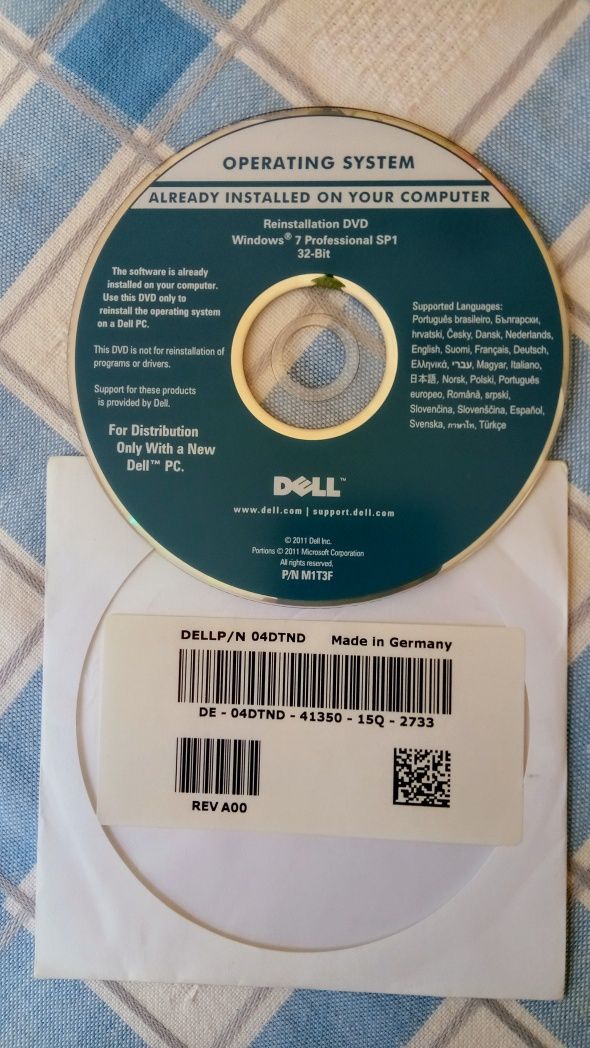 OPERATING SYSTEM
ALREADY INSTALLED ON YOUR COMPUTER
Reinstallation DVD
Windows® 7 Professional SP1
32-Bit
The software is already
installed on your computer.
Use this DVD only to
reinstall the operating system
on a Dell PC.
This DVD is not for reinstallation of
programs or drivers.
Support for these products
is provided by Dell.
For Distribution
Only With a New
Dell™ PC.
Supported Languages:
Português brasileiro, Български,
hrvatski, Česky, Dansk, Nederlands,
English, Suomi, Français, Deutsch,
Ελληνικά, עברי, Magyar, Italiano,
日本語, Norsk, Polski, Português
europeo, Română, srpski,
Slovenčina, Slovenščina, Español,
Svenska, ภาษาไทย, Türkçe
DELL™
www.dell.com | support.dell.com
© 2011 Dell Inc.
Portions © 2011 Microsoft Corporation
All rights reserved.
P/N M1T3F
DELLP/N 04DTND Made in Germany
DE - 04DTND - 41350 - 15Q - 2733
REV A00